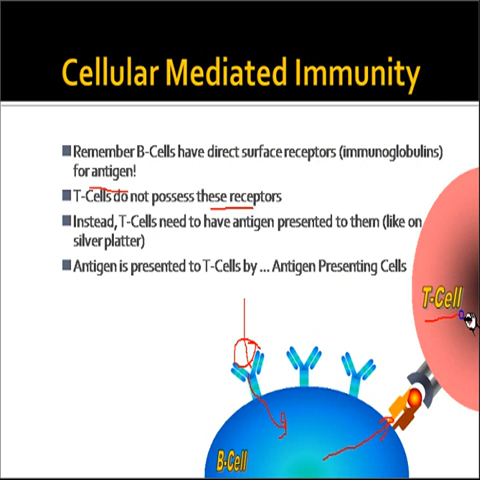 Cellular Mediated Immunity
Remember B-Cells have direct surface receptors (immunoglobulins)
for antigen!
T-Cells do not possess these receptors
Instead, T-Cells need to have antigen presented to them (like on
silver platter)
Antigen is presented to T-Cells by ... Antigen Presenting Cells
T-Cell
B-Cell